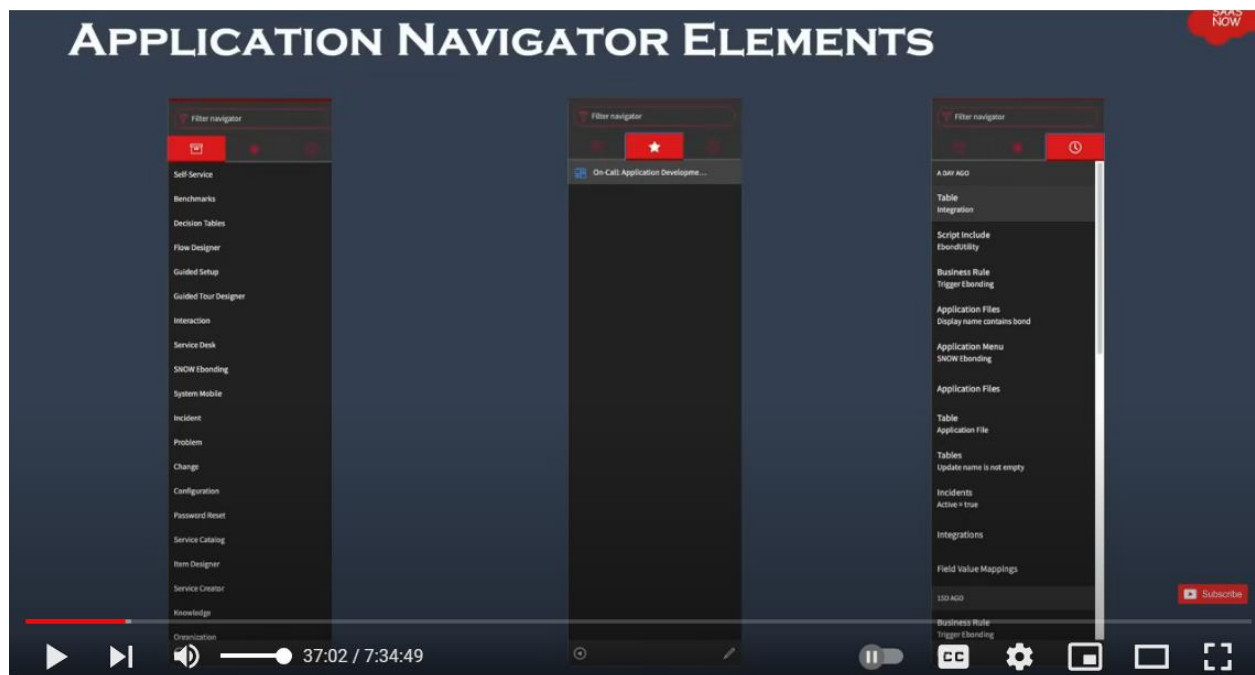 APPLICATION NAVIGATOR ELEMENTS
SAAS
NOW
Filter navigator
Self-Service
Benchmarks
Decision Tables
Flow Designer
Guided Setup
Guided Tour Designer
Interaction
Service Desk
SNOW Ebonding
System Mobile
Incident
Problem
Change
Configuration
Password Reset
Service Catalog
Item Designer
Service Creator
Knowledge
Organization
Filter navigator
On-Call: Application Developme...
Filter navigator
A DAY AGO
Table
Integration
Script Include
EbondUtility
Business Rule
Trigger Ebonding
Application Files
Display name contains bond
Application Menu
SNOW Ebonding
Application Files
Table
Application File
Tables
Update name is not empty
Incidents
Active = true
Integrations
Field Value Mappings
15D AGO
Business Rule
Trigger Ebonding
Subscribe
37:02 / 7:34:49
CC